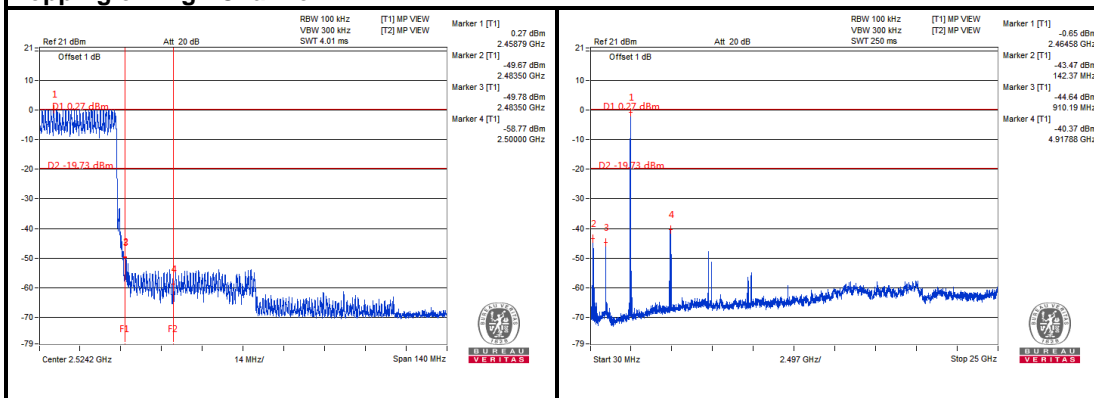 RBW 100 kHz [T1] MP VIEW
VBW 300 kHz [T2] MP VIEW
Ref 21 dBm Att 20 dB SWT 4.01 ms
Offset 1 dB
Marker 1 [T1]
0.27 dBm
2.45879 GHz
Marker 2 [T1]
-49.67 dBm
2.48350 GHz
Marker 3 [T1]
-49.78 dBm
2.48350 GHz
Marker 4 [T1]
-58.77 dBm
2.50000 GHz
21
10
0
-10
-20
-30
-40
-50
-60
-70
-79
1
D1 0.27 dBm
D2 -19.73 dBm
4
F1
F2
Center 2.5242 GHz 14 MHz/ Span 140 MHz
BUREAU
VERITAS
RBW 100 kHz [T1] MP VIEW
VBW 300 kHz [T2] MP VIEW
Ref 21 dBm Att 20 dB SWT 250 ms
Offset 1 dB
Marker 1 [T1]
-0.65 dBm
2.46458 GHz
Marker 2 [T1]
-43.47 dBm
142.37 MHz
Marker 3 [T1]
-44.64 dBm
910.19 MHz
Marker 4 [T1]
-40.37 dBm
4.91788 GHz
21
10
0
-10
-20
-30
-40
-50
-60
-70
-79
1
D1 0.27 dBm
D2 -19.73 dBm
2
3
4
Start 30 MHz 2.497 GHz/ Stop 25 GHz
BUREAU
VERITAS